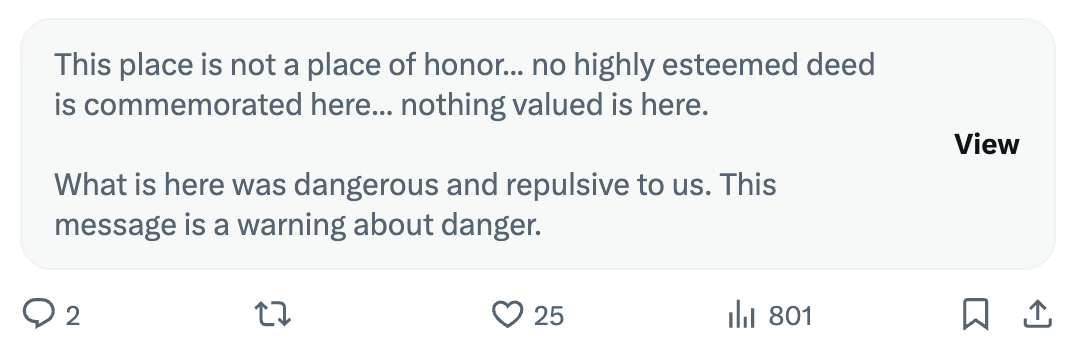 This place is not a place of honor... no highly esteemed deed
is commemorated here... nothing valued is here.
View
What is here was dangerous and repulsive to us. This
message is a warning about danger.
2
25
801